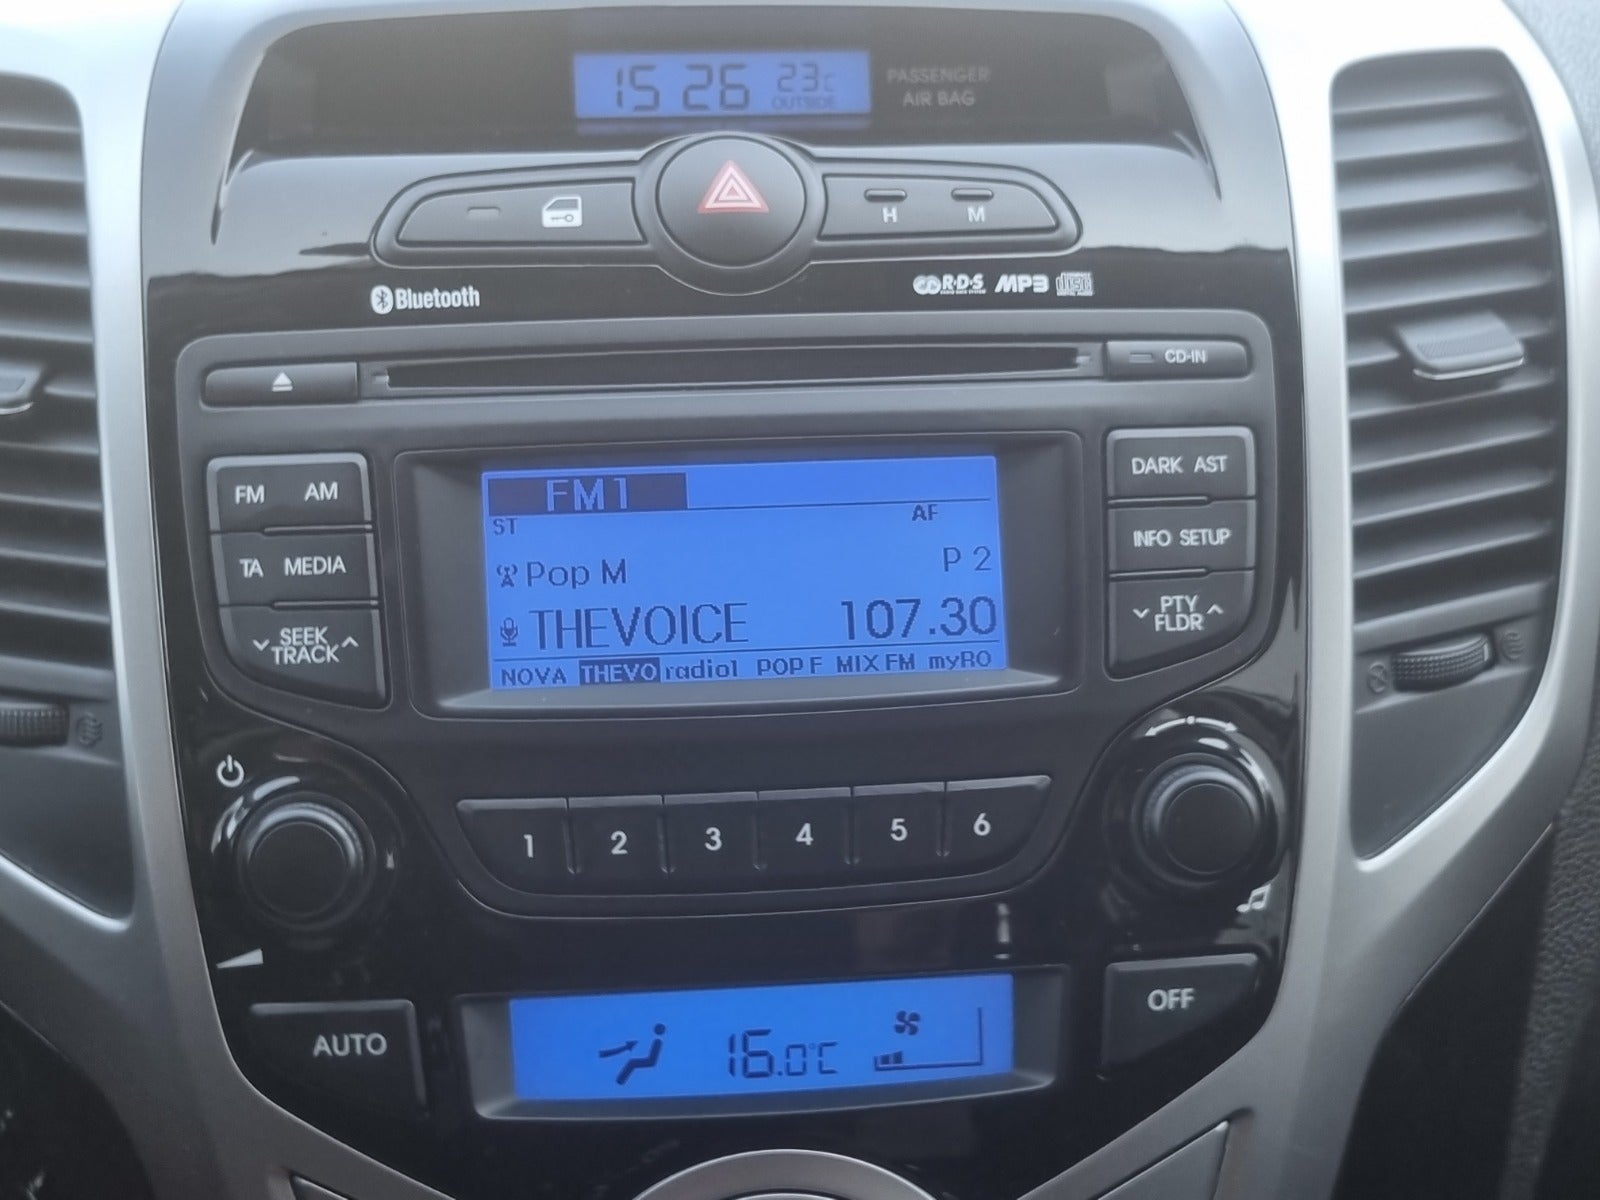 15 26 23c
OUTSIDE
PASSENGER
AIR BAG
H M
Bluetooth
R·D·S MP3
CD-IN
FM AM
TA MEDIA
SEEK
TRACK
FM1
ST AF
Pop M P 2
THEVOICE 107.30
NOVA THEVO radio1 POP F MIX FM myRO
DARK AST
INFO SETUP
PTY
FLDR
1 2 3 4 5 6
AUTO
16.0°C
OFF